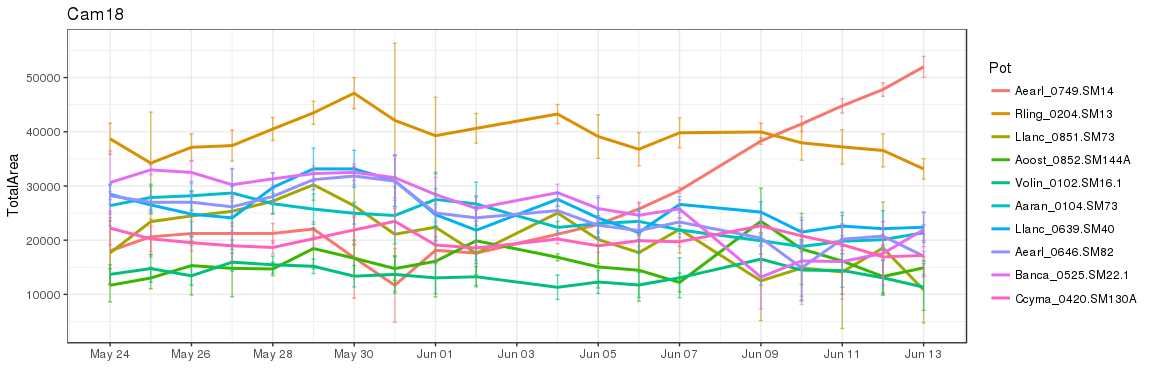 Cam18
TotalArea
50000
40000
30000
20000
10000
May 24 May 26 May 28 May 30 Jun 01 Jun 03 Jun 05 Jun 07 Jun 09 Jun 11 Jun 13
Pot
Aearl_0749.SM14
Rling_0204.SM13
Llanc_0851.SM73
Aoost_0852.SM144A
Volin_0102.SM16.1
Aaran_0104.SM73
Llanc_0639.SM40
Aearl_0646.SM82
Banca_0525.SM22.1
Ccyma_0420.SM130A